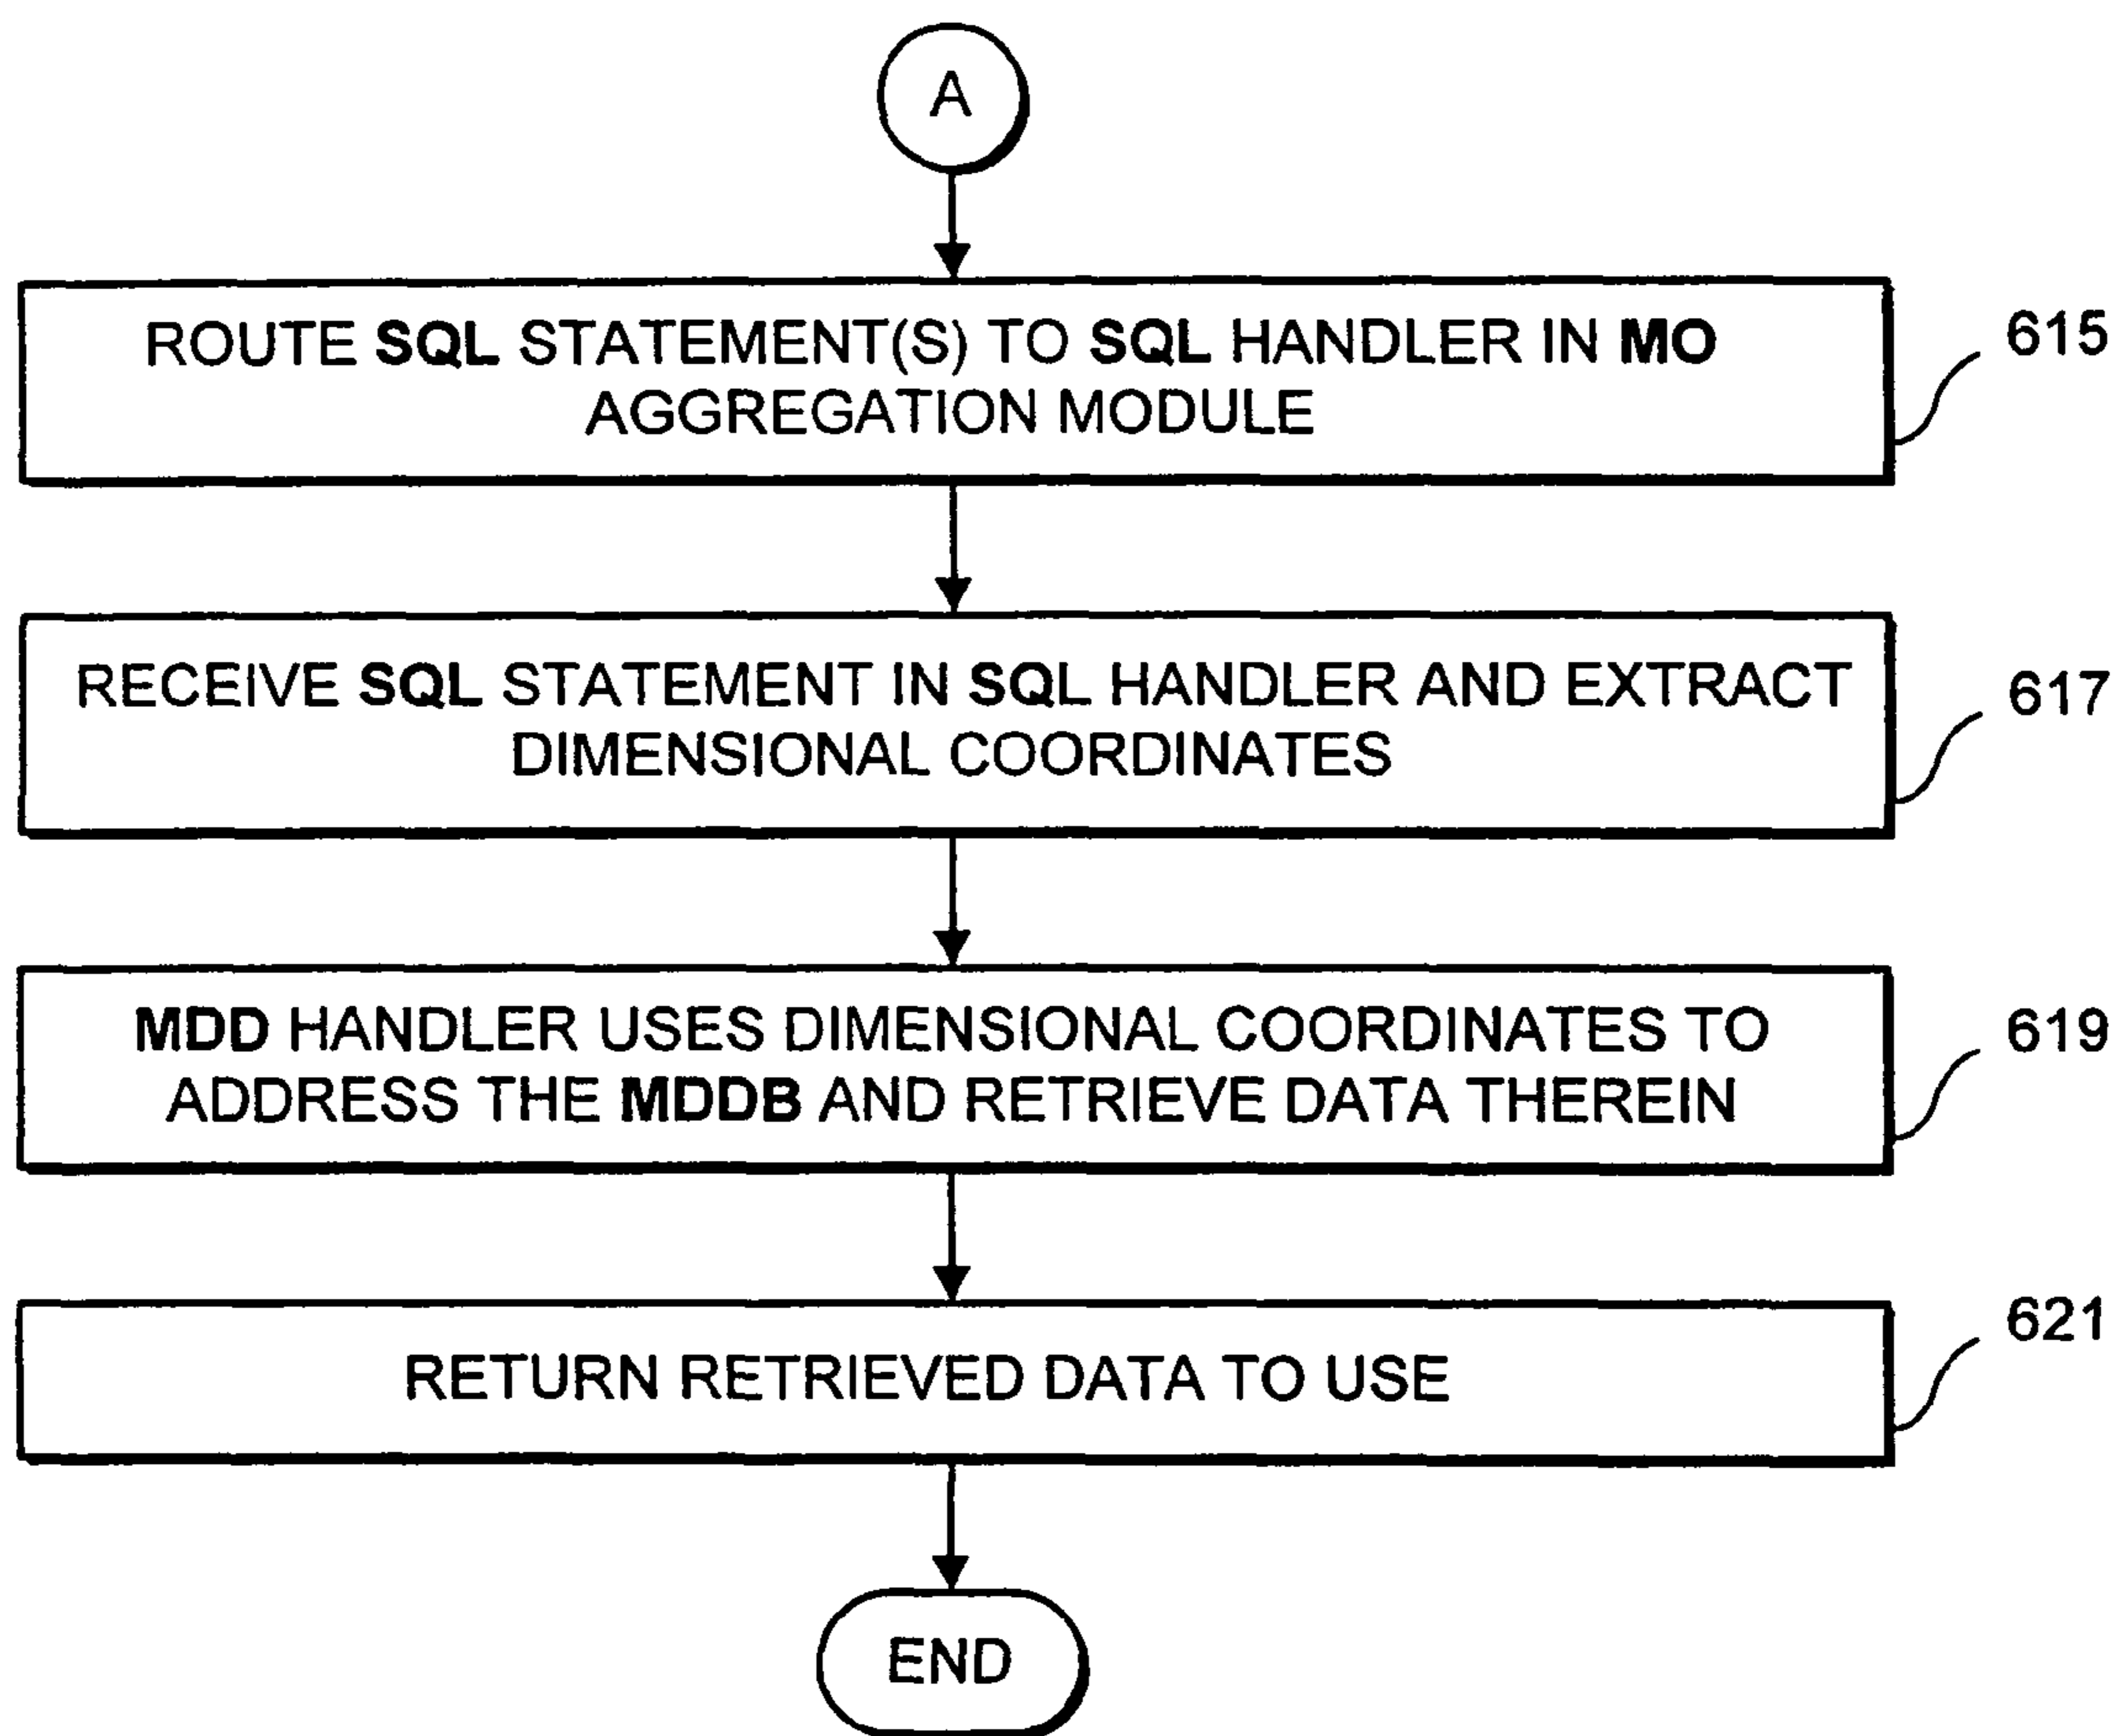 A
ROUTE SQL STATEMENT(S) TO SQL HANDLER IN MO
AGGREGATION MODULE
615
RECEIVE SQL STATEMENT IN SQL HANDLER AND EXTRACT
DIMENSIONAL COORDINATES
617
MDD HANDLER USES DIMENSIONAL COORDINATES TO
ADDRESS THE MDDB AND RETRIEVE DATA THEREIN
619
RETURN RETRIEVED DATA TO USE
621
END